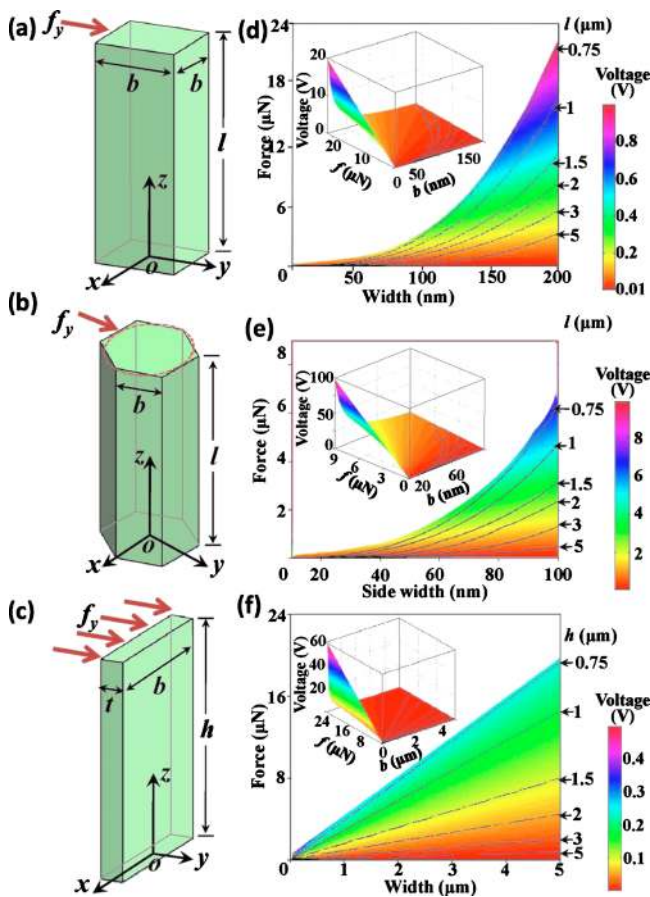 (a)
f_y
b
b
l
z
x
o
y
(d)
Force (µN)
24
18
12
6
Voltage (V)
20
10
0
20
10
0
f (µN)
50
150
b (nm)
50
100
150
200
Width (nm)
l (µm)
0.75
1
1.5
2
3
5
Voltage
(V)
0.8
0.6
0.4
0.2
0.01
(b)
f_y
b
l
z
x
o
y
(e)
Force (µN)
8
6
4
2
Voltage (V)
100
50
0
9
6
3
0
f (µN)
20
60
b (nm)
20
40
60
80
100
Side width (nm)
l (µm)
0.75
1
1.5
2
3
5
Voltage
(V)
8
6
4
2
(c)
f_y
t
b
h
z
x
o
y
(f)
Force (µN)
24
16
8
0
Voltage (V)
60
40
20
24
16
8
f (µN)
0
2
4
b (µm)
1
2
3
4
5
Width (µm)
h (µm)
0.75
1
1.5
2
3
5
Voltage
(V)
0.4
0.3
0.2
0.1